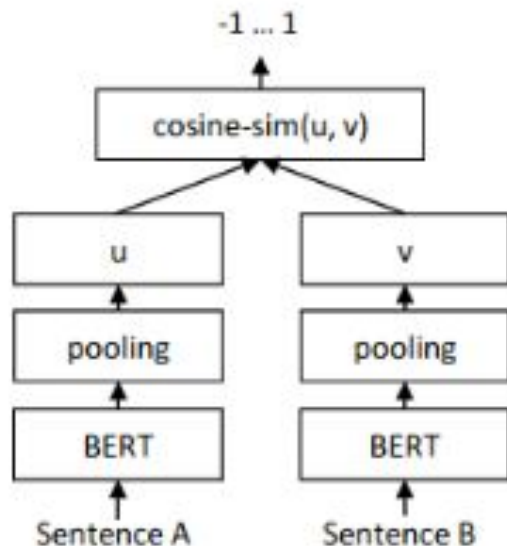 -1 ... 1
cosine-sim(u, v)
u
v
pooling
pooling
BERT
BERT
Sentence A
Sentence B